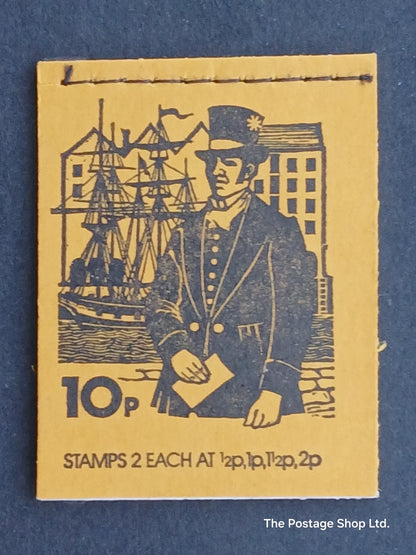 10p
STAMPS 2 EACH AT ½p,1p,1½p,2p
The Postage Shop Ltd.